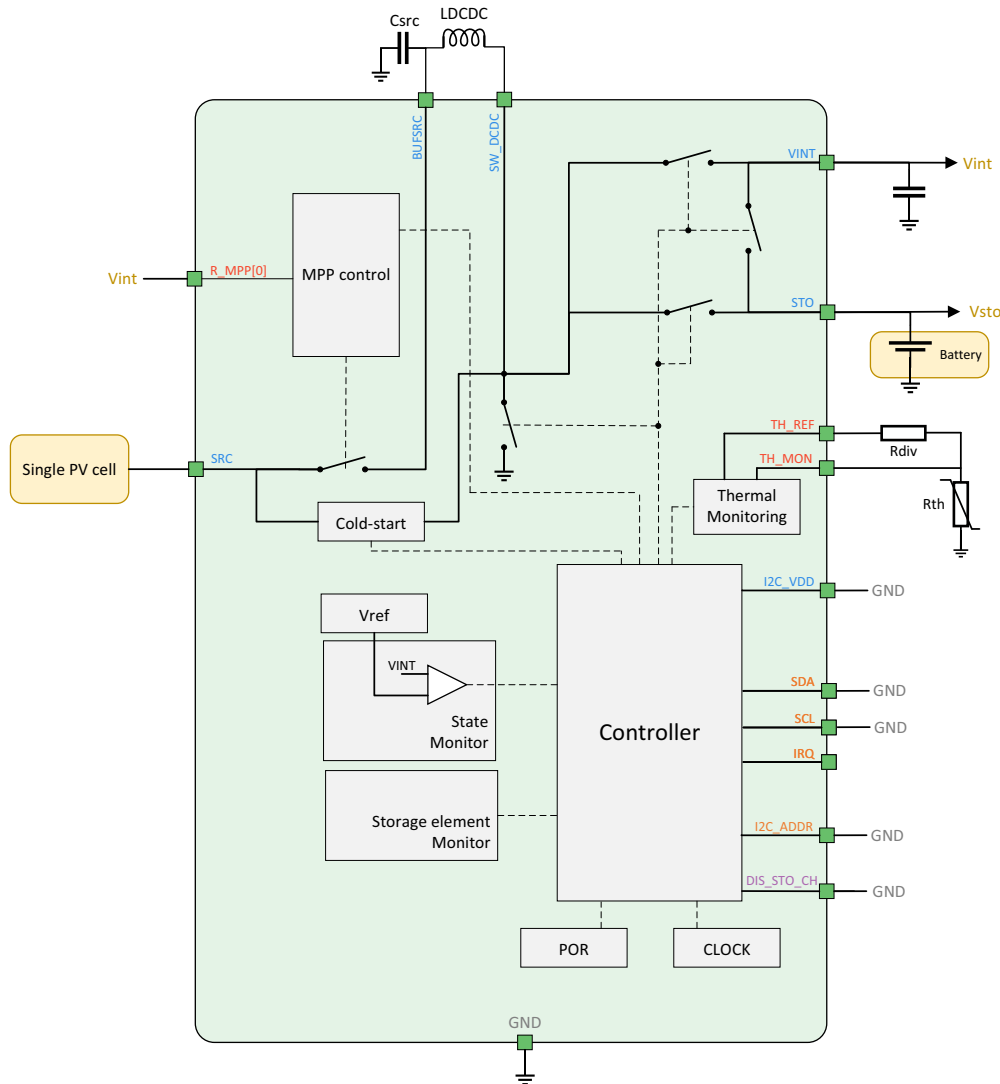 Csrc
LDCDC
BUFSRC
SW_DCDC
VINT
Vint
MPP control
R_MPP[0]
Vint
STO
Vsto
Battery
TH_REF
Rdiv
TH_MON
Single PV cell
SRC
Thermal
Monitoring
Rth
Cold-start
I2C_VDD
GND
Vref
VINT
State
Monitor
SDA
GND
SCL
GND
Controller
IRQ
Storage element
Monitor
I2C_ADDR
GND
DIS_STO_CH
GND
POR
CLOCK
GND